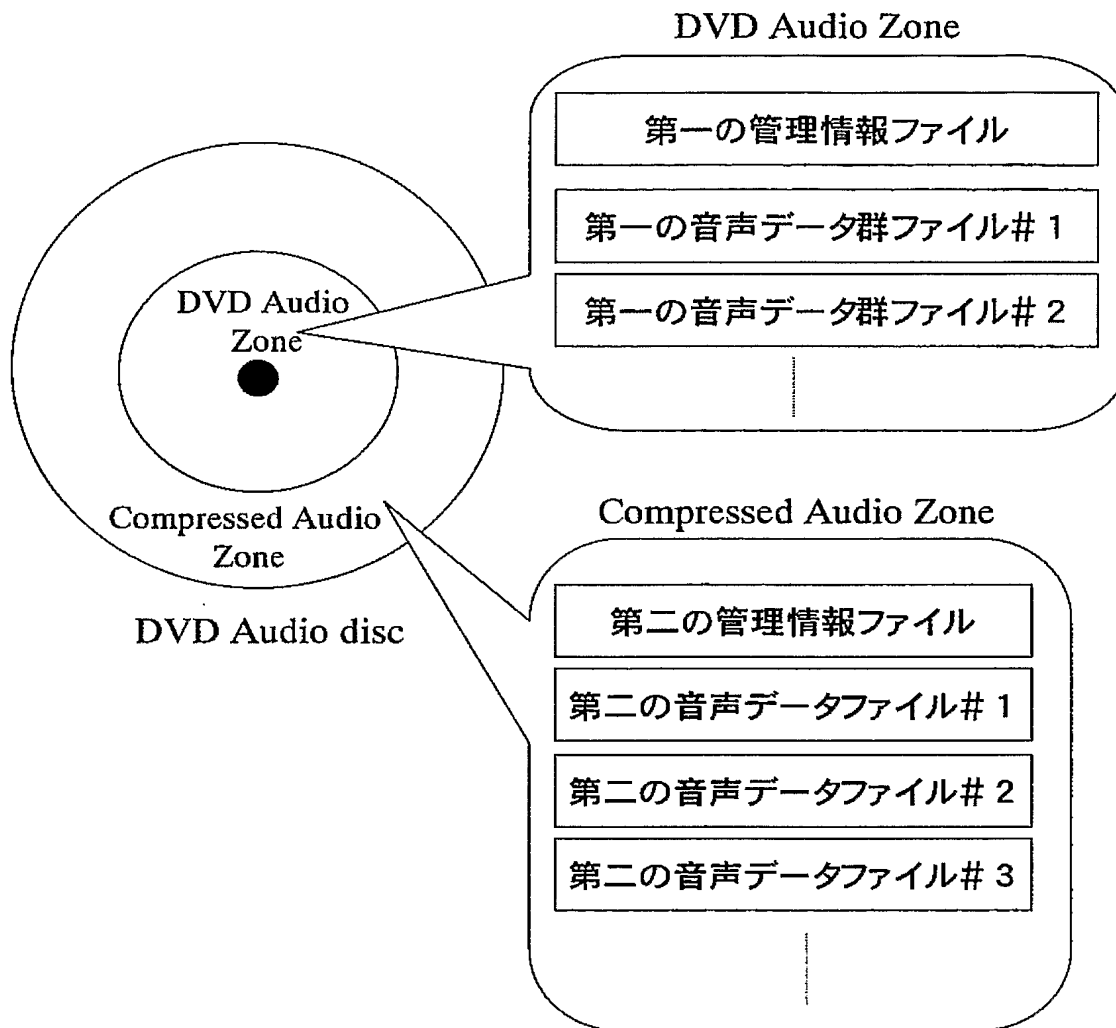 DVD Audio Zone
第一の管理情報ファイル
第一の音声データ群ファイル＃１
第一の音声データ群ファイル＃２
DVD Audio
Zone
Compressed Audio
Zone
DVD Audio disc
Compressed Audio Zone
第二の管理情報ファイル
第二の音声データファイル＃１
第二の音声データファイル＃２
第二の音声データファイル＃３